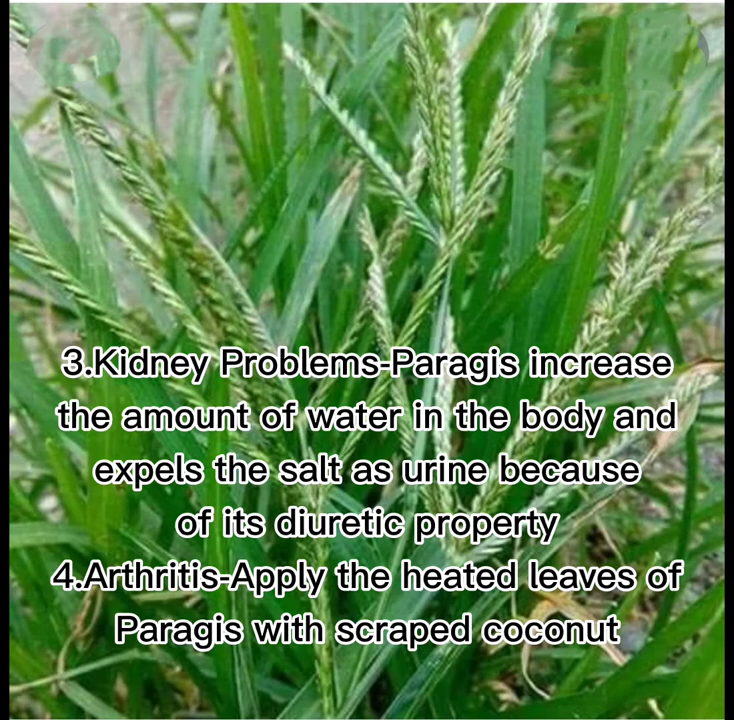 3.Kidney Problems-Paragis increase
the amount of water in the body and
expels the salt as urine because
of its diuretic property
4.Arthritis-Apply the heated leaves of
Paragis with scraped coconut